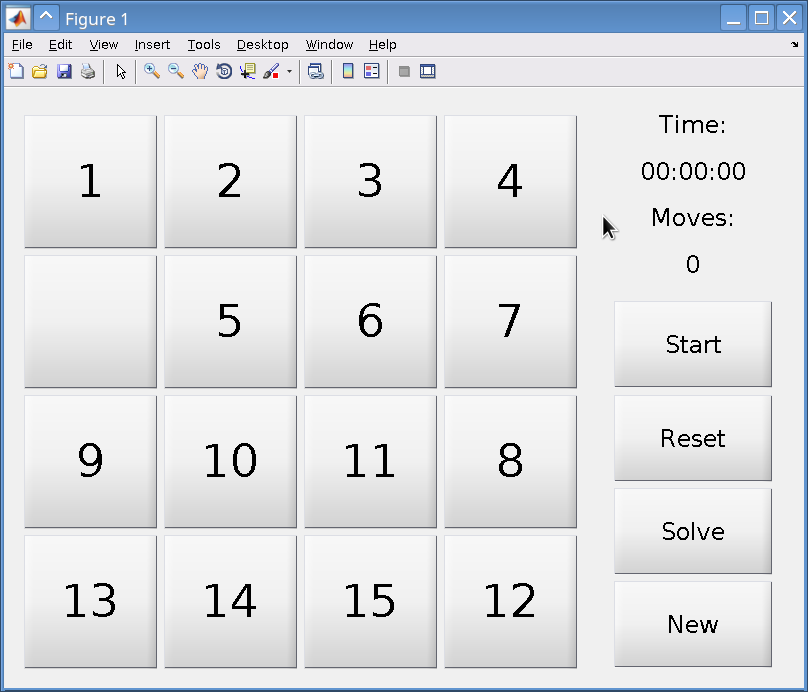 Figure 1
File Edit View Insert Tools Desktop Window Help
1 2 3 4
5 6 7
9 10 11 8
13 14 15 12
Time:
00:00:00
Moves:
0
Start
Reset
Solve
New